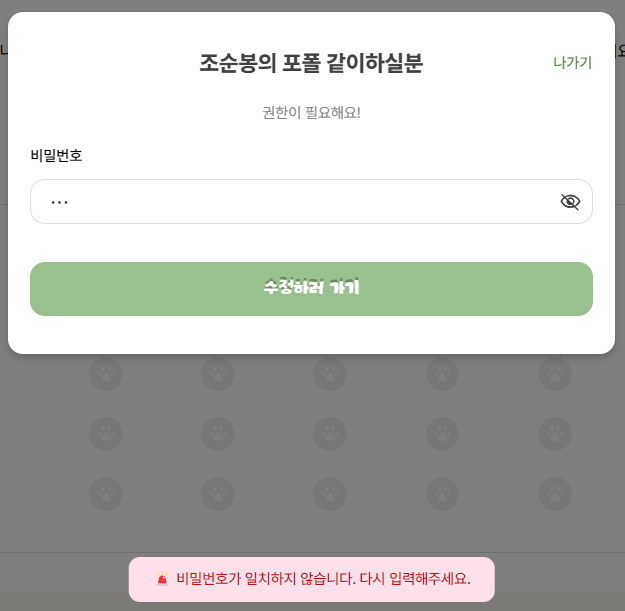 조순봉의 포폴 같이하실분
나가기
권한이 필요해요!
비밀번호
수정하러 가기
🚨 비밀번호가 일치하지 않습니다. 다시 입력해주세요.